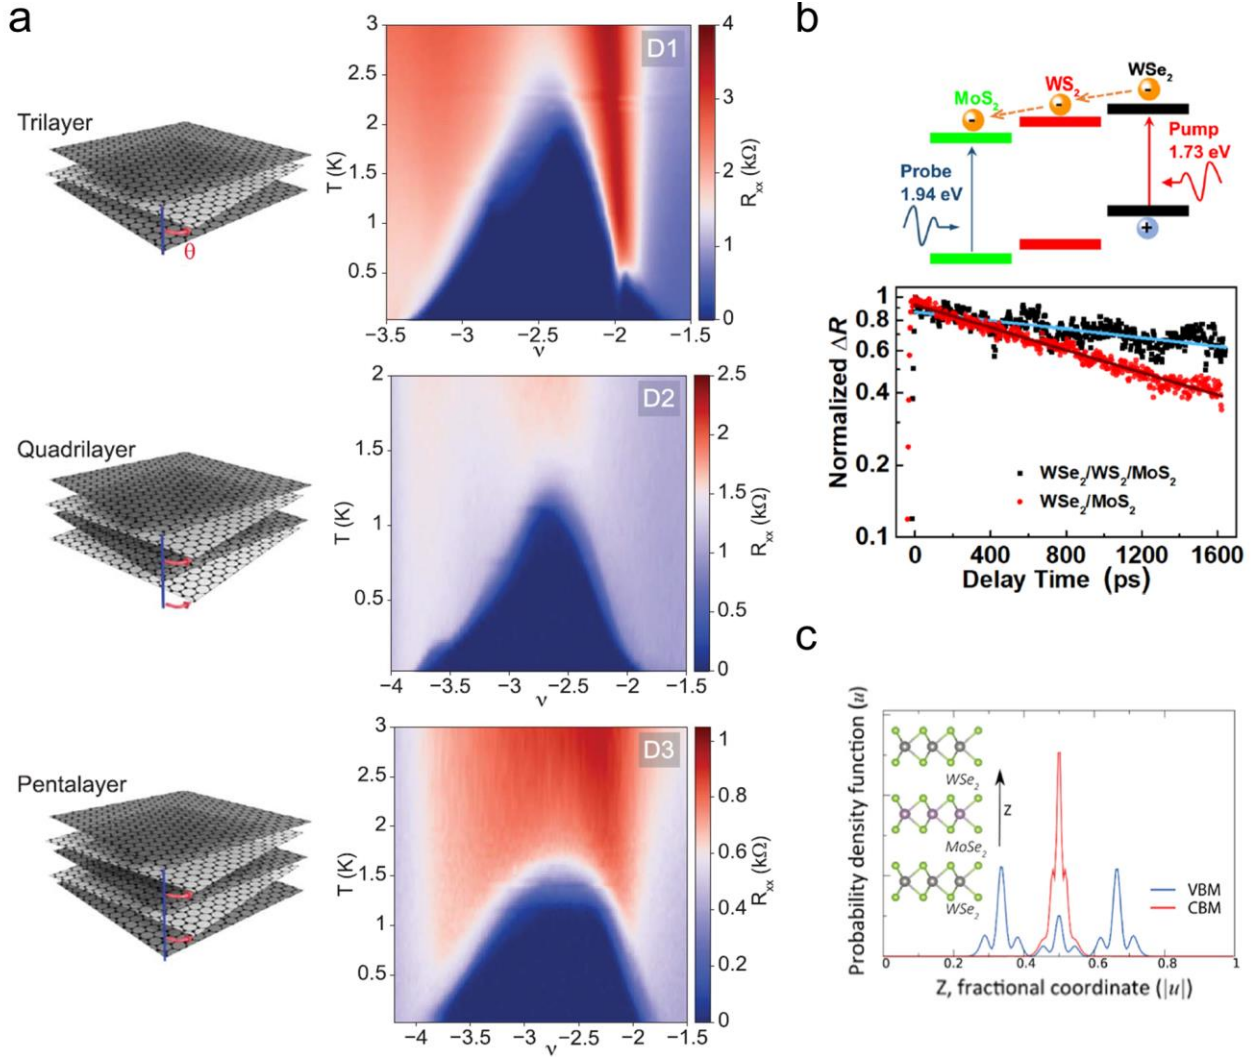 a
Trilayer
θ
D1
T (K)
3
2.5
2
1.5
1
0.5
−3.5
−3
−2.5
−2
−1.5
ν
4
3
2
1
0
Rxx (kΩ)
Quadrilayer
D2
T (K)
2
1.5
1
0.5
−4
−3.5
−3
−2.5
−2
−1.5
ν
2.5
2
1.5
1
0.5
0
Rxx (kΩ)
Pentalayer
D3
T (K)
3
2.5
2
1.5
1
0.5
−4
−3.5
−3
−2.5
−2
ν
1
0.8
0.6
0.4
0.2
0
Rxx (kΩ)
b
WSe2
WS2
MoS2
Pump
1.73 eV
Probe
1.94 eV
Normalized ΔR
1
0.8
0.6
0.4
0.2
0.1
WSe2/WS2/MoS2
WSe2/MoS2
0
400
800
1200
1600
Delay Time (ps)
c
Probability density function (u)
WSe2
Z
MoSe2
WSe2
VBM
CBM
0
0.2
0.4
0.6
0.8
1
Z, fractional coordinate (|u|)